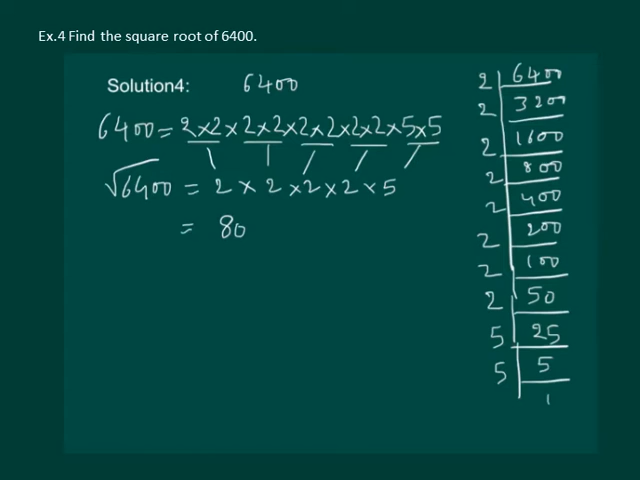 Ex.4 Find the square root of 6400.
Solution4: 6400
6400 = 2×2 × 2×2×2×2×2×2×5×5
√6400 = 2 × 2 ×2×2×5
= 80
2 | 6400
2 | 3200
2 | 1600
2 | 800
2 | 400
2 | 200
2 | 100
2 | 50
5 | 25
5 | 5
1